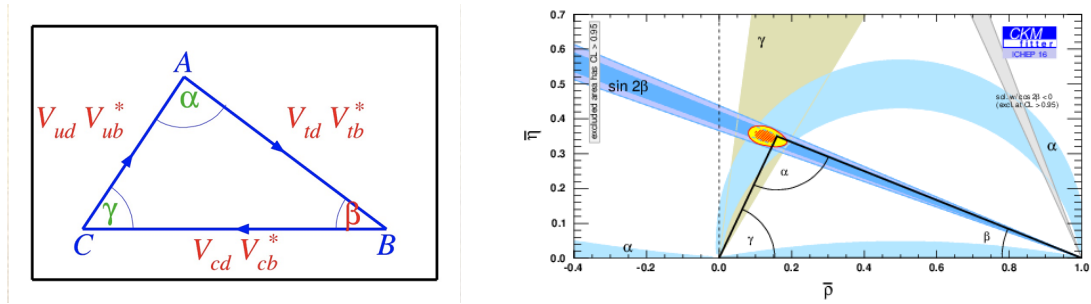 A
α
V_ud V_ub^*
V_td V_tb^*
γ
β
C
B
V_cd V_cb^*
excluded area has CL > 0.95
γ
CKM
fitter
ICHEP 16
sin 2β
sol. w/ cos 2β < 0
(excl. at CL > 0.95)
α
α
γ
β
α
η̅
0.7
0.6
0.5
0.4
0.3
0.2
0.1
0.0
-0.4
-0.2
0.0
0.2
0.4
0.6
0.8
1.0
ρ̅